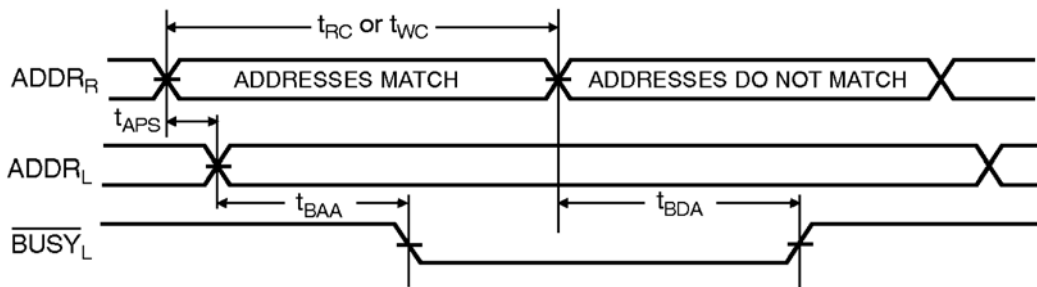 tRC or tWC
ADDRR ADDRESSES MATCH ADDRESSES DO NOT MATCH
tAPS
ADDRL
tBAA tBDA
BUSYL